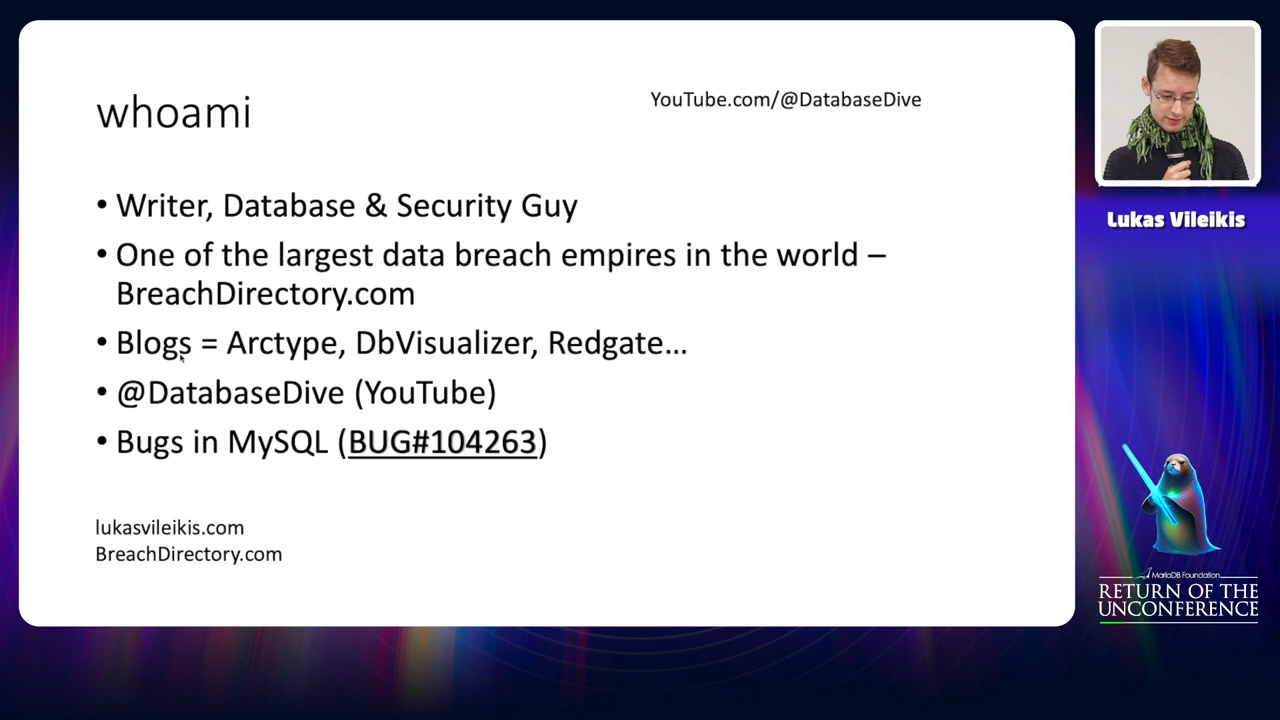 whoami
YouTube.com/@DatabaseDive
• Writer, Database & Security Guy
• One of the largest data breach empires in the world –
BreachDirectory.com
• Blogs = Arctype, DbVisualizer, Redgate...
• @DatabaseDive (YouTube)
• Bugs in MySQL (BUG#104263)
lukasvileikis.com
BreachDirectory.com
Lukas Vileikis
MariaDB Foundation
RETURN OF THE
UNCONFERENCE